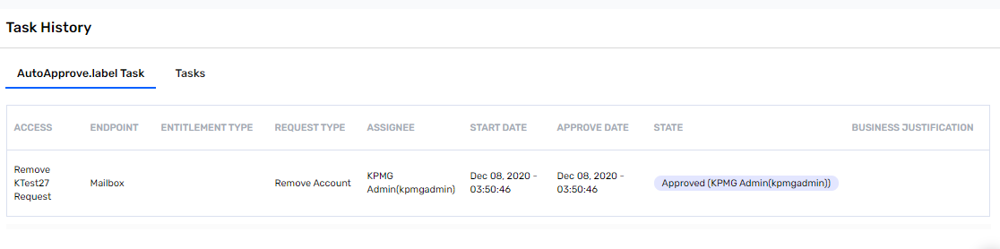 Task History
AutoApprove.label Task Tasks
ACCESS ENDPOINT ENTITLEMENT TYPE REQUEST TYPE ASSIGNEE START DATE APPROVE DATE STATE BUSINESS JUSTIFICATION
Remove
KTest27
Request
Mailbox
Remove Account
KPMG
Admin(kpmgadmin)
Dec 08, 2020 -
03:50:46
Dec 08, 2020 -
03:50:46
Approved (KPMG Admin(kpmgadmin))